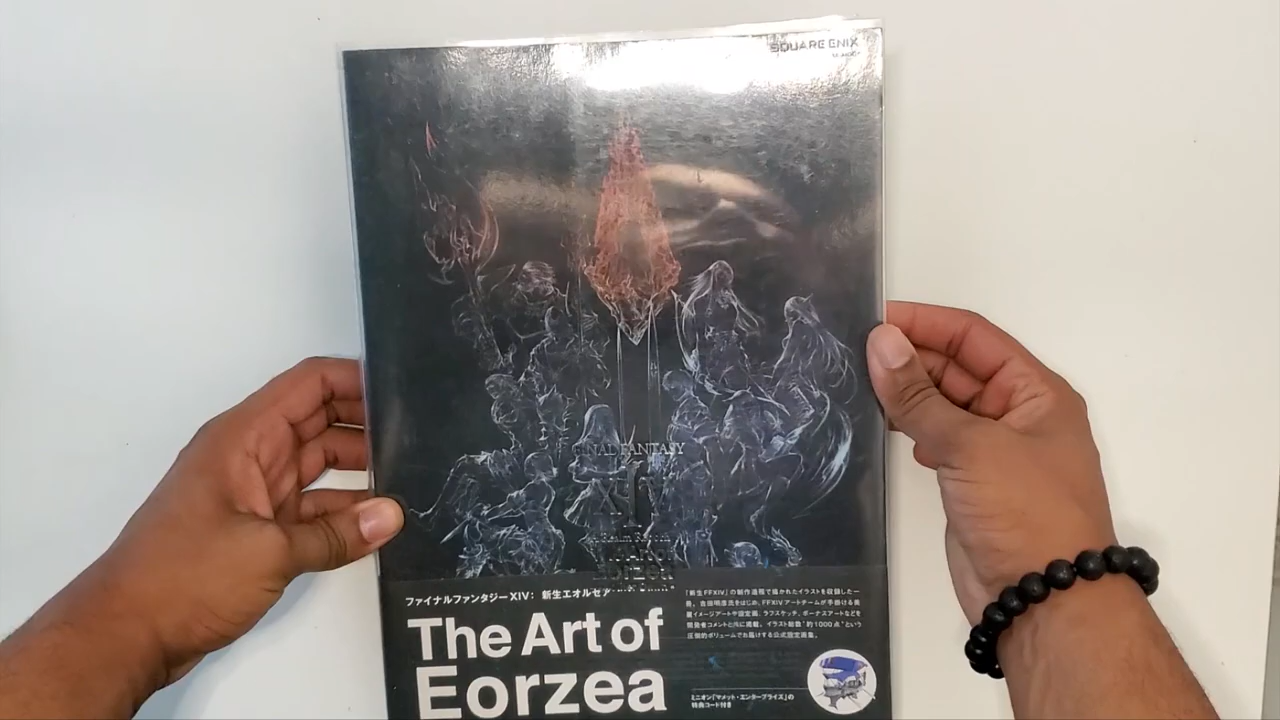 SQUARE ENIX
FINAL FANTASY
XIV
A Realm Reborn
The Art of
Eorzea
ファイナルファンタジーXIV: 新生エオルゼア
The Art of
Eorzea
「新生FFXIV」の制作過程で描かれたイラストを収録した一
冊。吉田明彦氏をはじめ、FFXIVアートチームが手掛ける美
麗イメージアートや設定画、ラフスケッチ、ボーナスアートなどを
開発者コメントと共に掲載。イラスト総数"約1000点"という
圧倒的ボリュームでお届けする公式設定画集。
ミニオン「マメット・エンタープライズ」の
特典コード付き